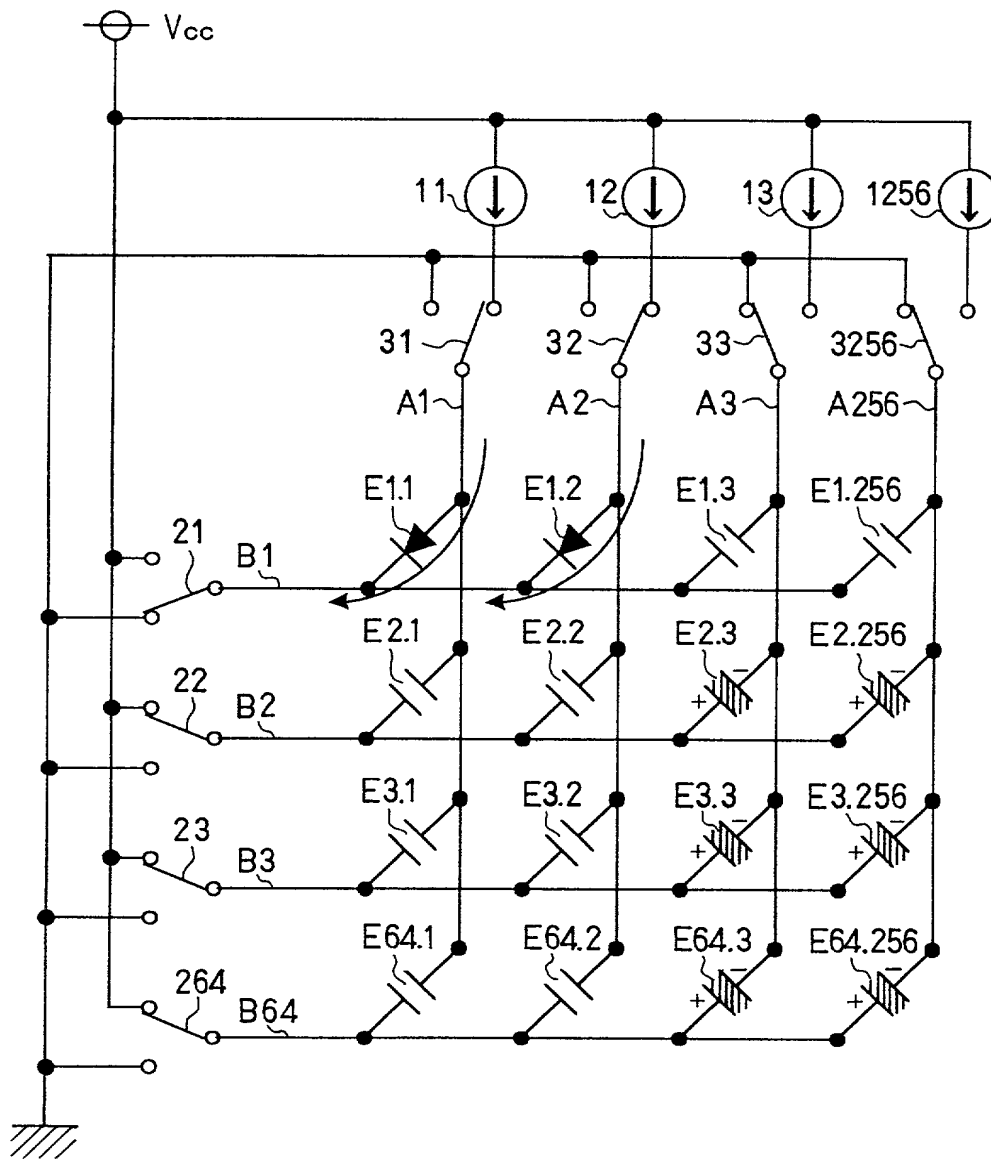 Vcc
11 12 13 1256
31 32 33 3256
A1 A2 A3 A256
E1.1 E1.2 E1.3 E1.256
21 B1
E2.1 E2.2 E2.3 E2.256
22 B2
+ - + -
E3.1 E3.2 E3.3 E3.256
23 B3
+ - + -
E64.1 E64.2 E64.3 E64.256
264 B64
+ - + -